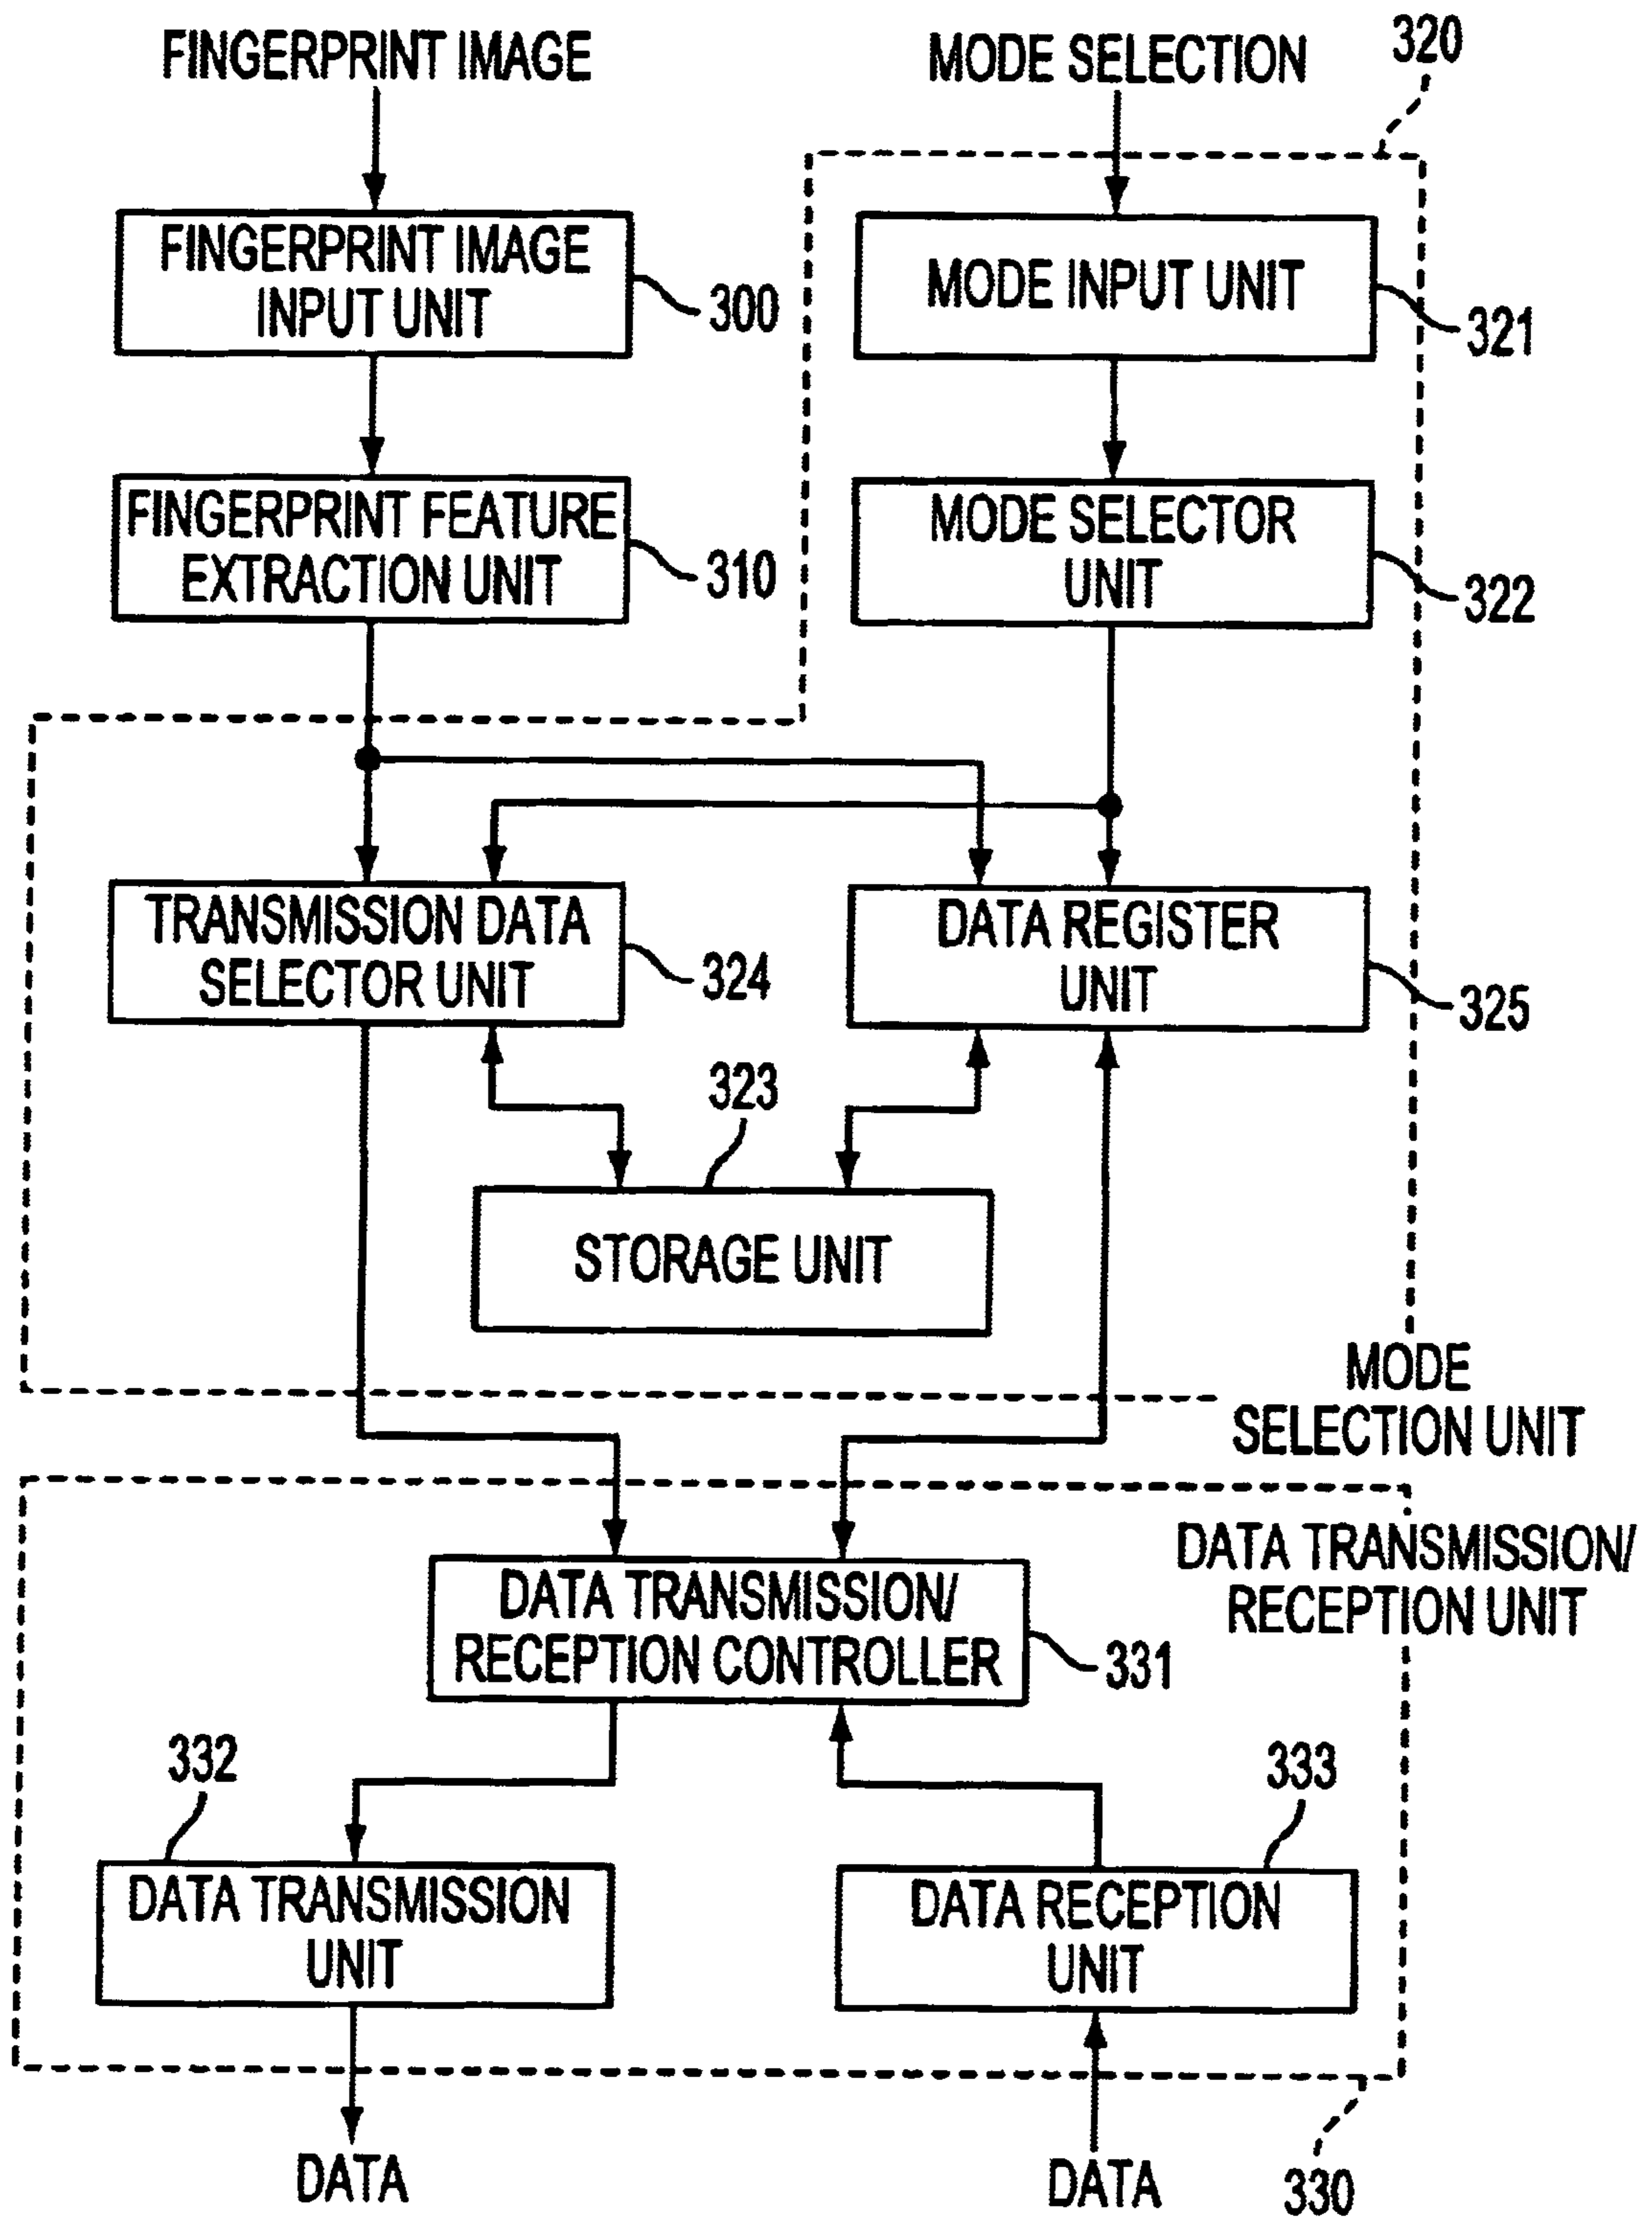 FINGERPRINT IMAGE
MODE SELECTION
320
FINGERPRINT IMAGE
INPUT UNIT
300
MODE INPUT UNIT
321
FINGERPRINT FEATURE
EXTRACTION UNIT
310
MODE SELECTOR
UNIT
322
TRANSMISSION DATA
SELECTOR UNIT
324
DATA REGISTER
UNIT
325
323
STORAGE UNIT
MODE
SELECTION UNIT
DATA TRANSMISSION/
RECEPTION UNIT
DATA TRANSMISSION/
RECEPTION CONTROLLER
331
332
333
DATA TRANSMISSION
UNIT
DATA RECEPTION
UNIT
DATA
DATA
330